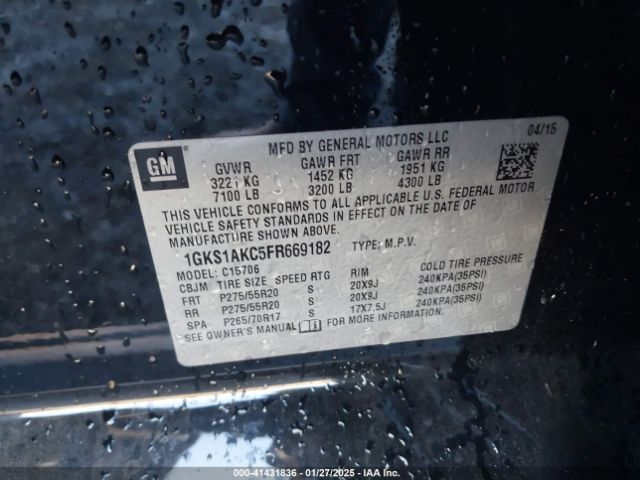 MFD BY GENERAL MOTORS LLC 04/15
GM
GVWR GAWR FRT GAWR RR
3221 KG 1452 KG 1951 KG
7100 LB 3200 LB 4300 LB
THIS VEHICLE CONFORMS TO ALL APPLICABLE U.S. FEDERAL MOTOR
VEHICLE SAFETY STANDARDS IN EFFECT ON THE DATE OF
MANUFACTURE SHOWN ABOVE.
1GKS1AKC5FR669182 TYPE: M.P.V.
MODEL: C15706
CBJM TIRE SIZE SPEED RTG RIM COLD TIRE PRESSURE
FRT P275/55R20 S 20X9J 240KPA(35PSI)
RR P275/55R20 S 20X9J 240KPA(35PSI)
SPA P265/70R17 S 17X7.5J 240KPA(35PSI)
SEE OWNER'S MANUAL FOR MORE INFORMATION.
000-41431836 - 01/27/2025 - IAA Inc.